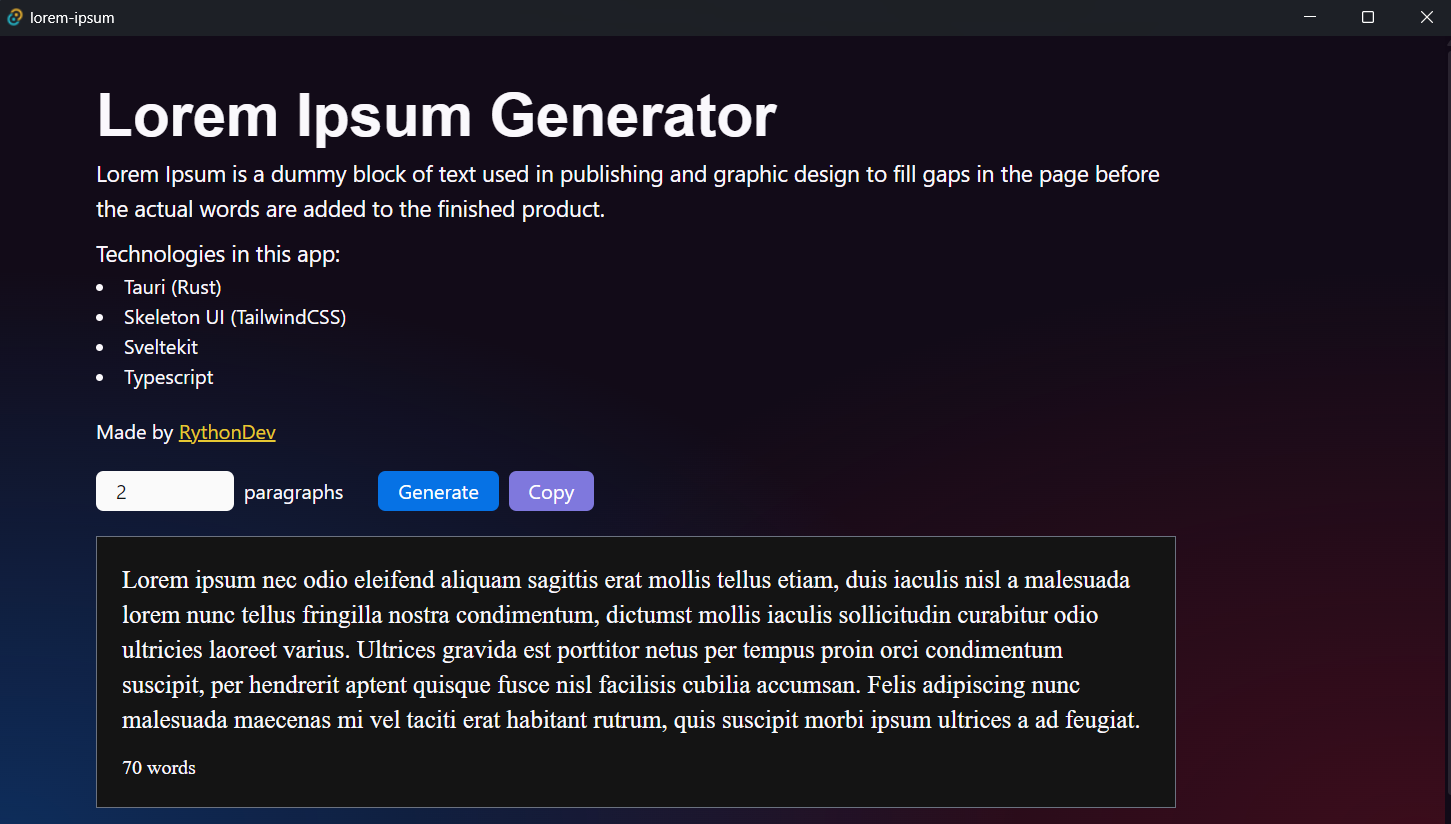 lorem-ipsum
Lorem Ipsum Generator
Lorem Ipsum is a dummy block of text used in publishing and graphic design to fill gaps in the page before
the actual words are added to the finished product.
Technologies in this app:
Tauri (Rust)
Skeleton UI (TailwindCSS)
Sveltekit
Typescript
Made by RythonDev
2 paragraphs Generate Copy
Lorem ipsum nec odio eleifend aliquam sagittis erat mollis tellus etiam, duis iaculis nisl a malesuada
lorem nunc tellus fringilla nostra condimentum, dictumst mollis iaculis sollicitudin curabitur odio
ultricies laoreet varius. Ultrices gravida est porttitor netus per tempus proin orci condimentum
suscipit, per hendrerit aptent quisque fusce nisl facilisis cubilia accumsan. Felis adipiscing nunc
malesuada maecenas mi vel taciti erat habitant rutrum, quis suscipit morbi ipsum ultrices a ad feugiat.
70 words